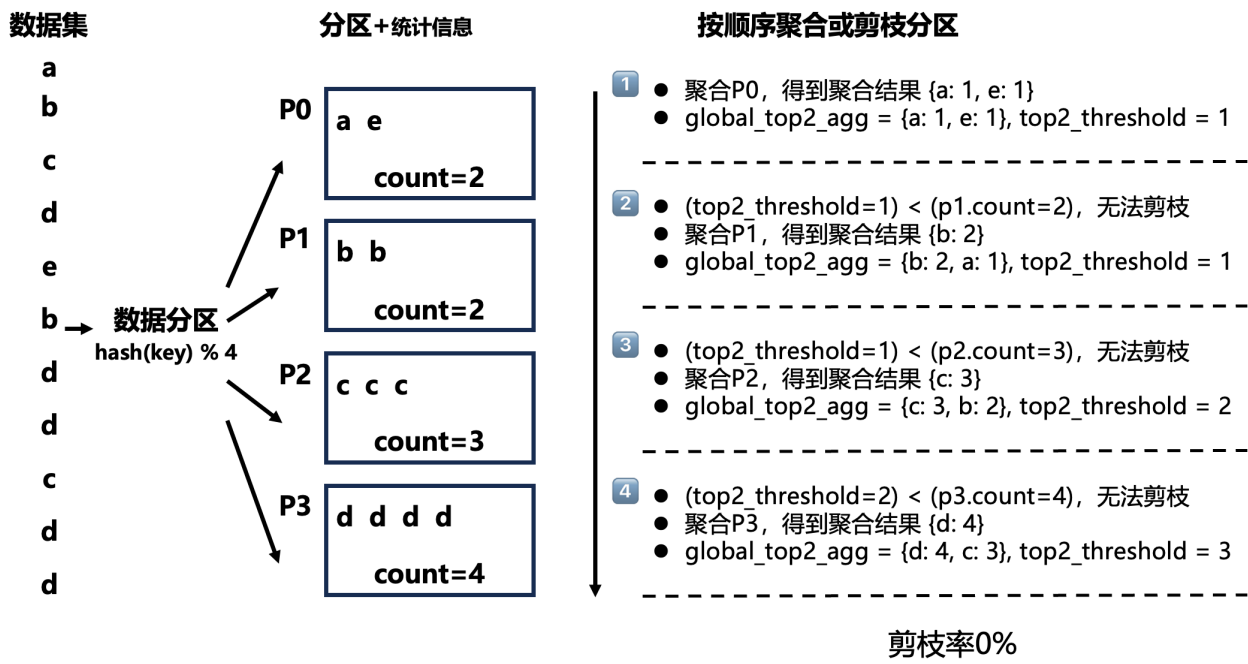 数据集
a
b
c
d
e
b
d
d
c
d
d
数据分区
hash(key) % 4
分区+统计信息
P0
a e
count=2
P1
b b
count=2
P2
c c c
count=3
P3
d d d d
count=4
按顺序聚合或剪枝分区
1
● 聚合P0，得到聚合结果 {a: 1, e: 1}
● global_top2_agg = {a: 1, e: 1}, top2_threshold = 1
2
● (top2_threshold=1) < (p1.count=2)，无法剪枝
● 聚合P1，得到聚合结果 {b: 2}
● global_top2_agg = {b: 2, a: 1}, top2_threshold = 1
3
● (top2_threshold=1) < (p2.count=3)，无法剪枝
● 聚合P2，得到聚合结果 {c: 3}
● global_top2_agg = {c: 3, b: 2}, top2_threshold = 2
4
● (top2_threshold=2) < (p3.count=4)，无法剪枝
● 聚合P3，得到聚合结果 {d: 4}
● global_top2_agg = {d: 4, c: 3}, top2_threshold = 3
剪枝率0%